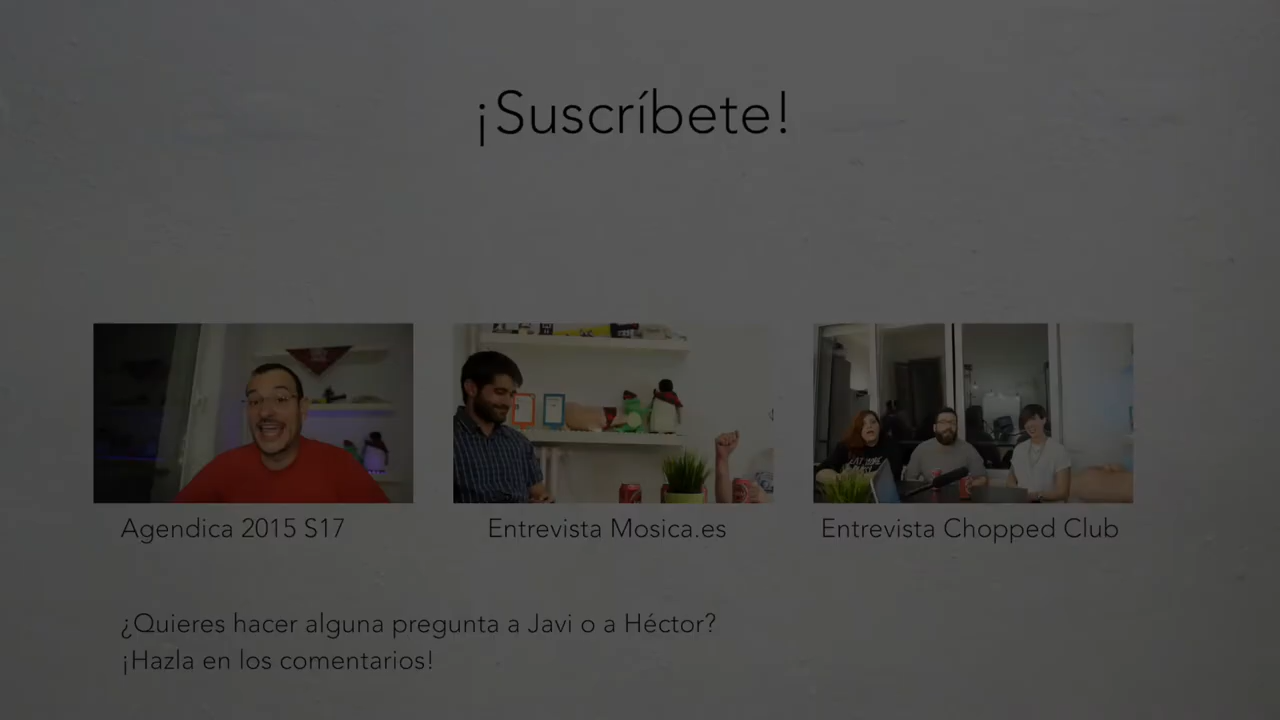 ¡Suscríbete!
Agendica 2015 S17
Entrevista Mosica.es
Entrevista Chopped Club
¿Quieres hacer alguna pregunta a Javi o a Héctor?
¡Hazla en los comentarios!